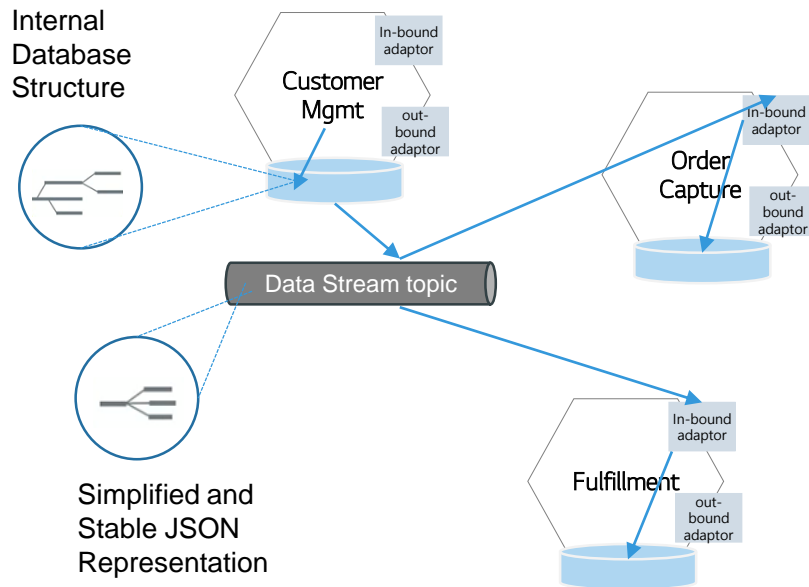 Internal
Database
Structure
In-bound
adaptor
Customer
Mgmt
out-
bound
adaptor
In-bound
adaptor
Order
Capture
out-
bound
adaptor
Data Stream topic
In-bound
adaptor
Fulfillment
out-
bound
adaptor
Simplified and
Stable JSON
Representation